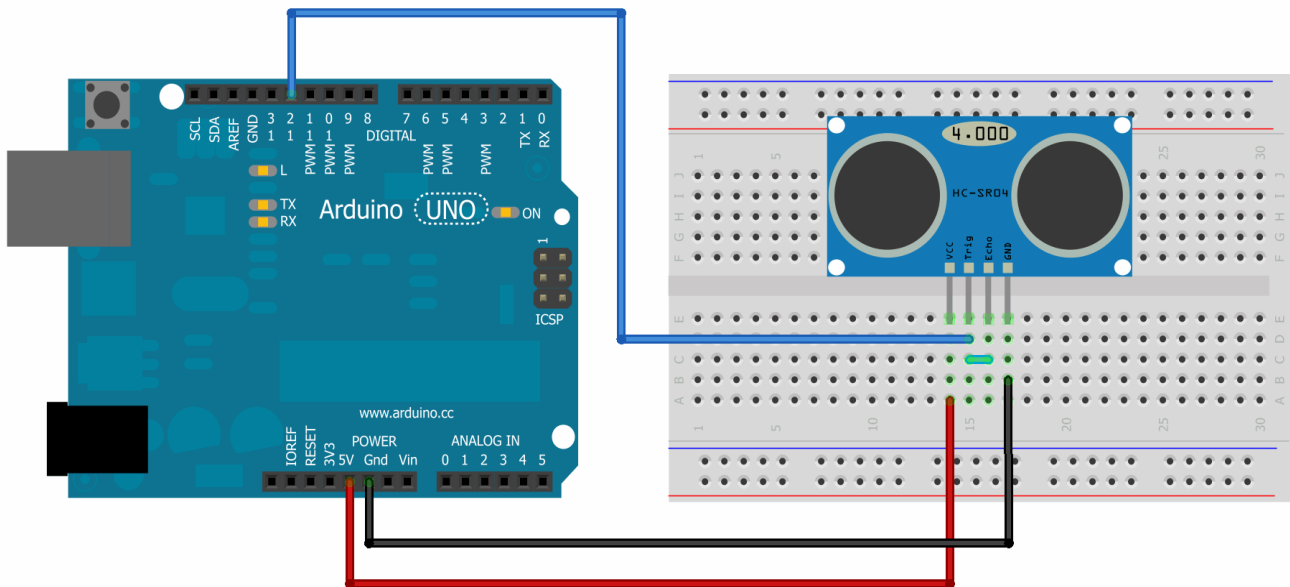 SCL
SDA
AREF
GND
13
12
PWM 11
PWM 10
PWM 9
8
DIGITAL
7
PWM 6
PWM 5
4
PWM 3
2
TX 1
RX 0
L
TX
RX
Arduino UNO
ON
1
ICSP
www.arduino.cc
IOREF
RESET
3V3
5V
POWER
Gnd
Vin
ANALOG IN
0 1 2 3 4 5
4.000
HC-SR04
VCC
Trig
Echo
GND
1 5 25 30
J J
I I
H H
G G
F F
E E
D D
C C
B B
A A
1 10 15 20 30